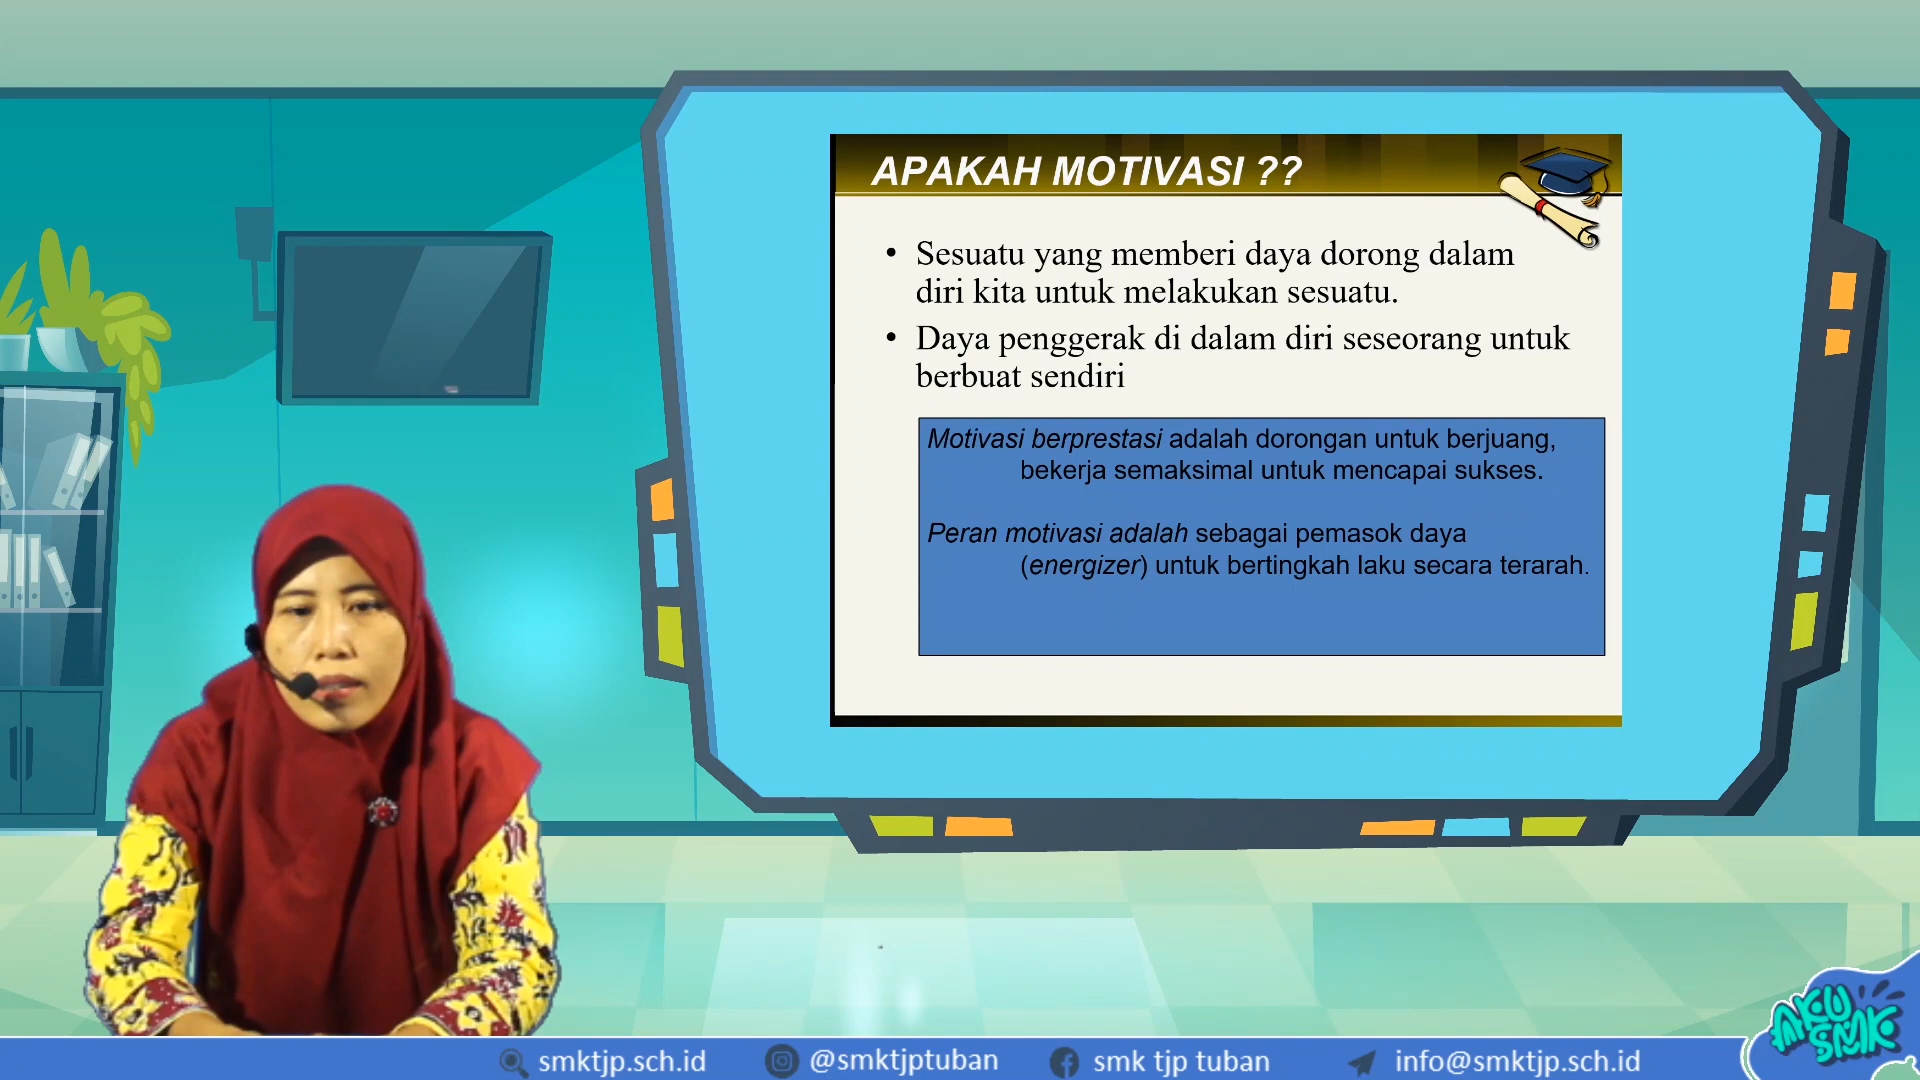 APAKAH MOTIVASI ??
• Sesuatu yang memberi daya dorong dalam
diri kita untuk melakukan sesuatu.
• Daya penggerak di dalam diri seseorang untuk
berbuat sendiri
Motivasi berprestasi adalah dorongan untuk berjuang,
bekerja semaksimal untuk mencapai sukses.
Peran motivasi adalah sebagai pemasok daya
(energizer) untuk bertingkah laku secara terarah.
AKU
SMK
smktjp.sch.id
@smktjptuban
smk tjp tuban
info@smktjp.sch.id